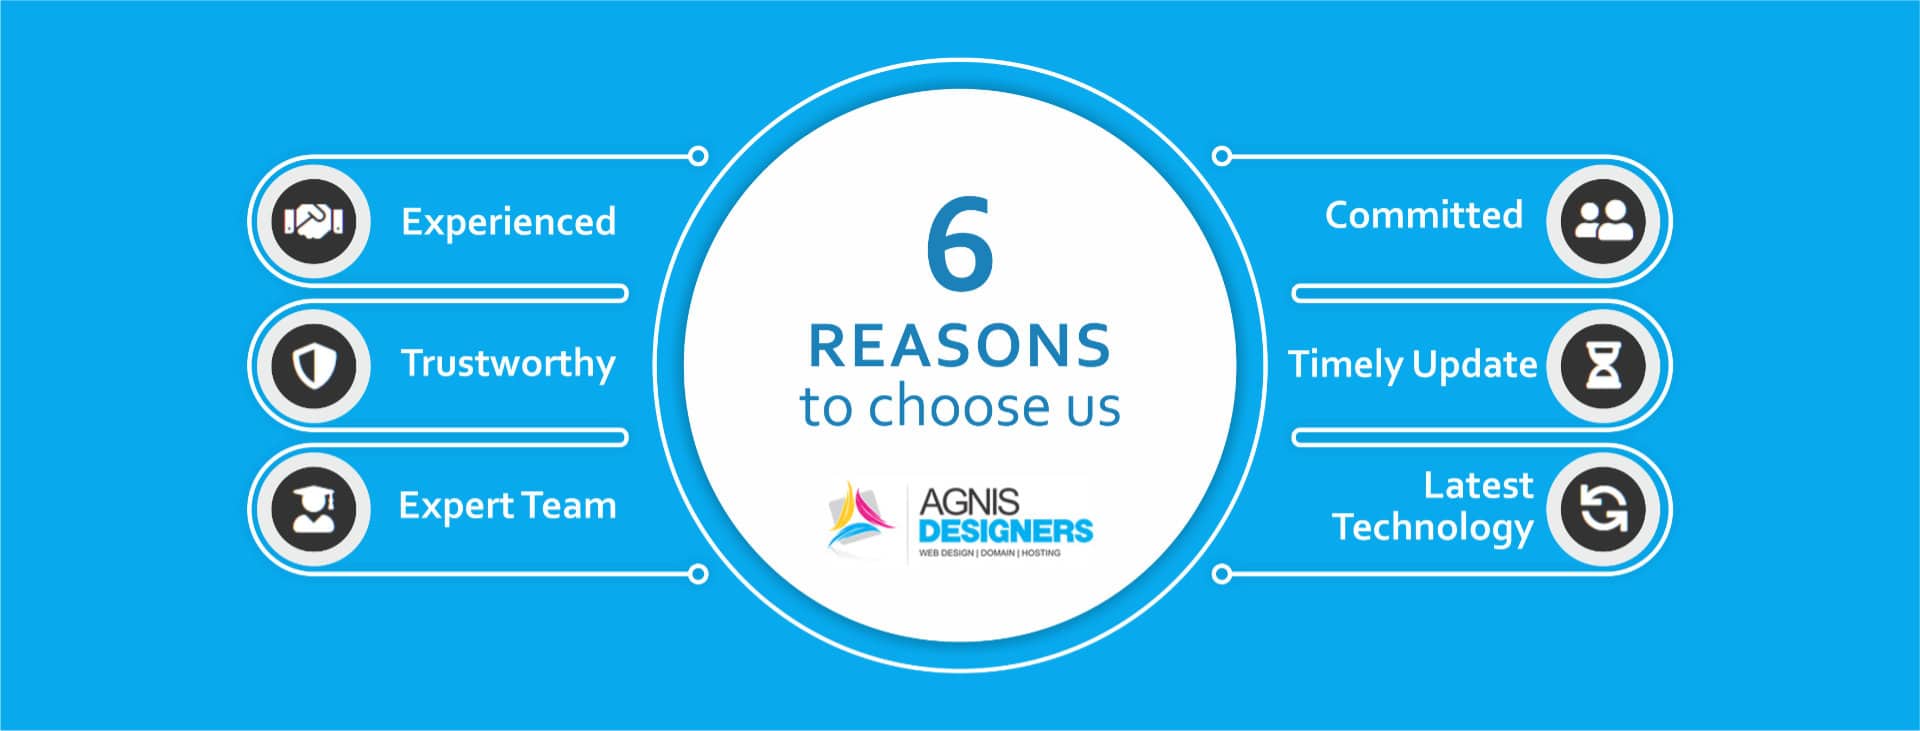 Experienced
Trustworthy
Expert Team
6
REASONS
to choose us
AGNIS
DESIGNERS
WEB DESIGN | DOMAIN | HOSTING
Committed
Timely Update
Latest
Technology